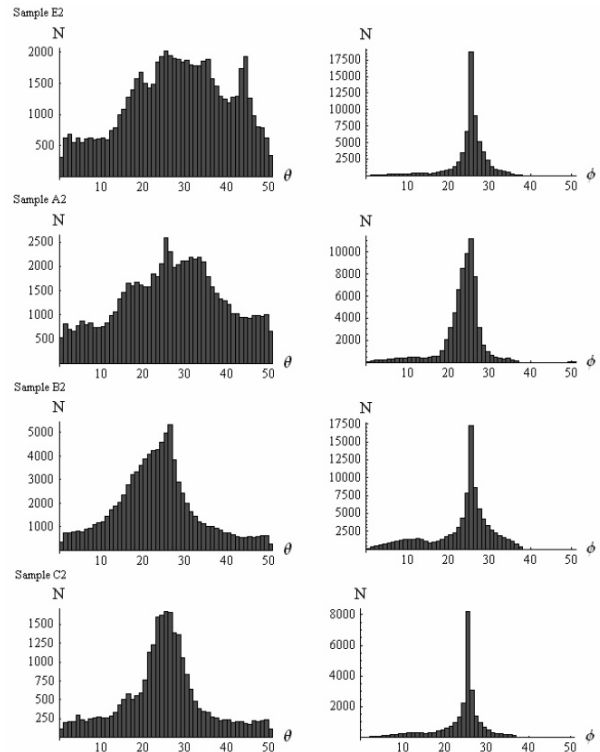 Sample E2
N N
2000 17500
15000
1500 12500
10000
1000 7500
500 5000
2500
10 20 30 40 50 θ 10 20 30 40 50 ϕ
Sample A2
N N
2500 10000
2000 8000
1500 6000
1000 4000
500 2000
10 20 30 40 50 θ 10 20 30 40 50 ϕ
Sample B2
N N
5000 17500
15000
4000 12500
3000 10000
2000 7500
5000
1000 2500
10 20 30 40 50 θ 10 20 30 40 50 ϕ
Sample C2
N N
1500 8000
1250 6000
1000
750 4000
500 2000
250
10 20 30 40 50 θ 10 20 30 40 50 ϕ